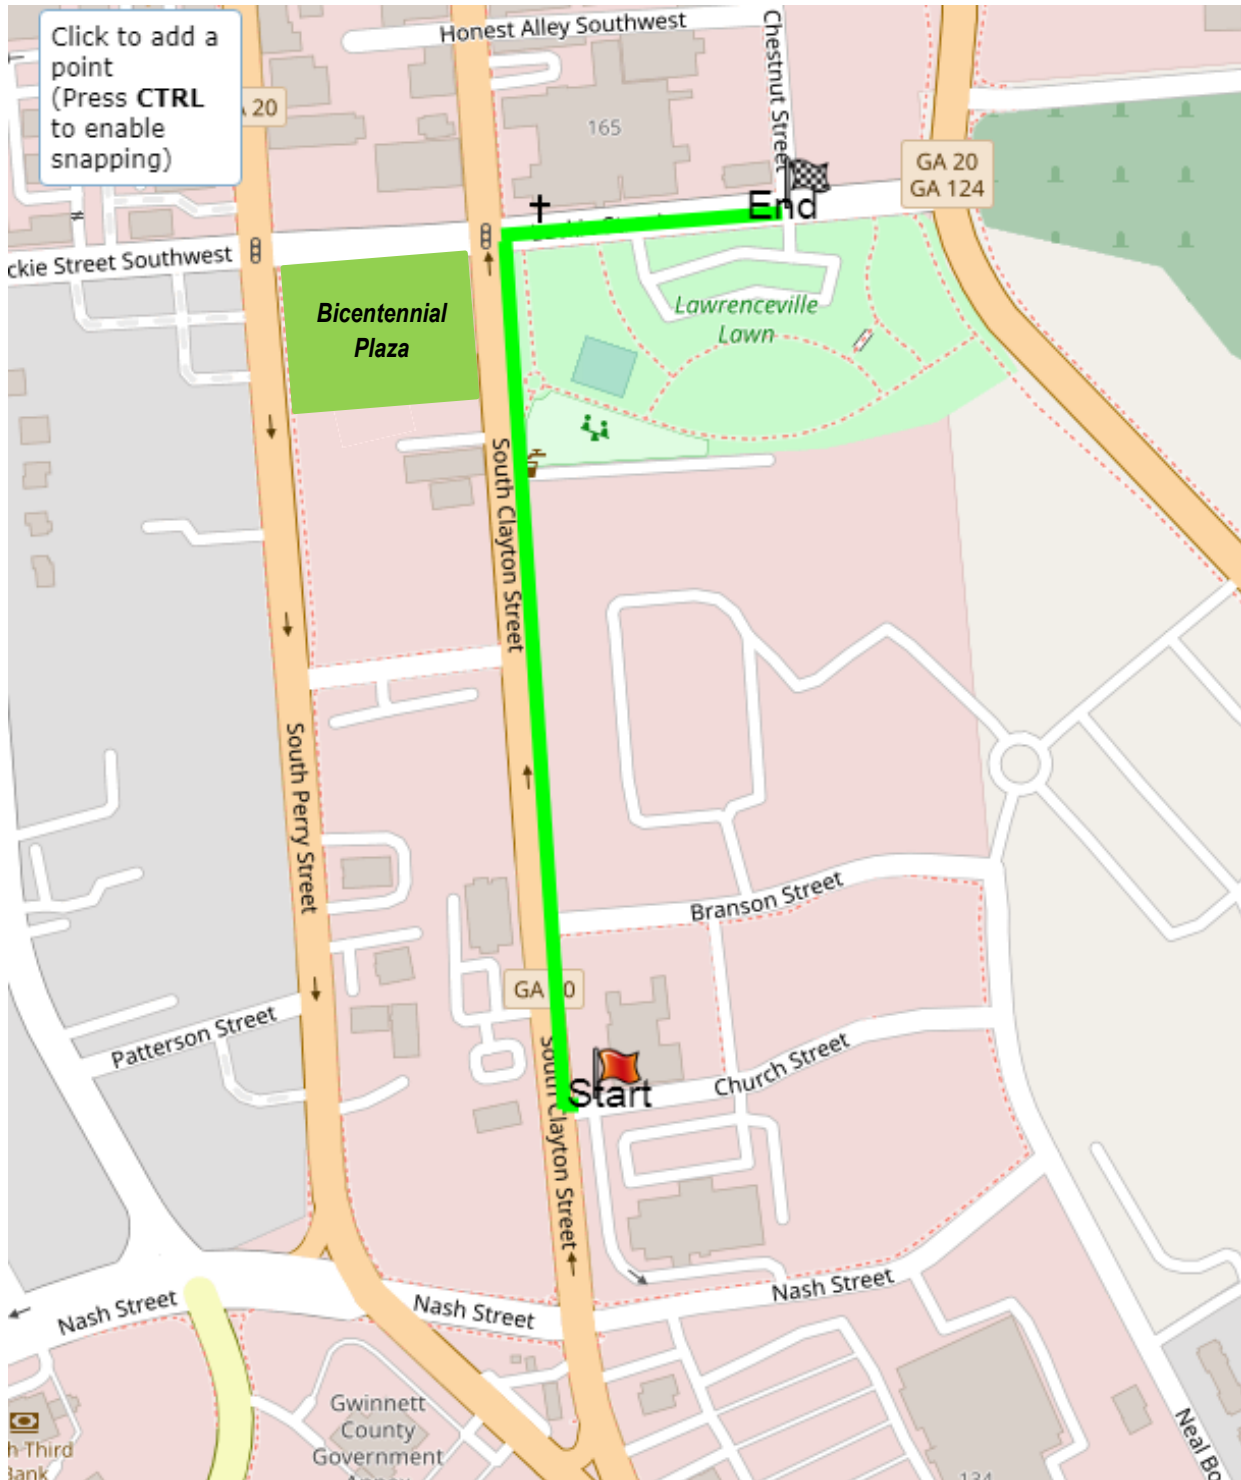 Click to add a
point
(Press CTRL
to enable
snapping)
Honest Alley Southwest
Chestnut Street
20
165
GA 20
GA 124
End
ckie Street Southwest
Bicentennial
Plaza
Lawrenceville
Lawn
South Clayton Street
South Perry Street
Branson Street
GA 0
Patterson Street
South Clayton Street
Start
Church Street
Nash Street
Nash Street
Nash Street
Gwinnett
County
Government
h Third
Bank
Neal Bo
134